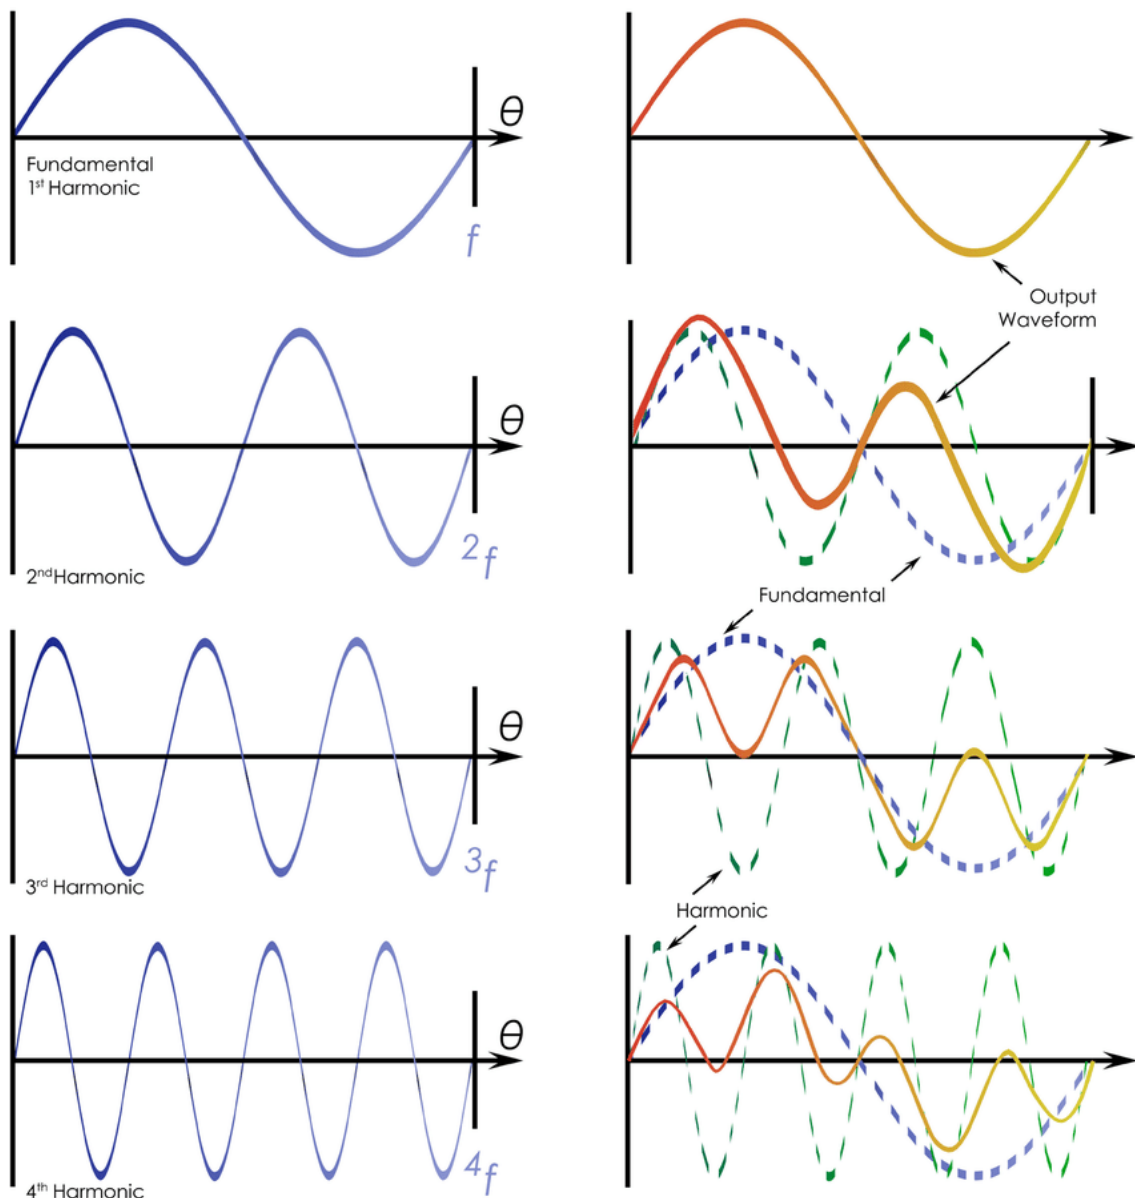 θ
Fundamental
1st Harmonic
f
Output
Waveform
θ
2f
2nd Harmonic
Fundamental
θ
3f
3rd Harmonic
Harmonic
θ
4f
4th Harmonic